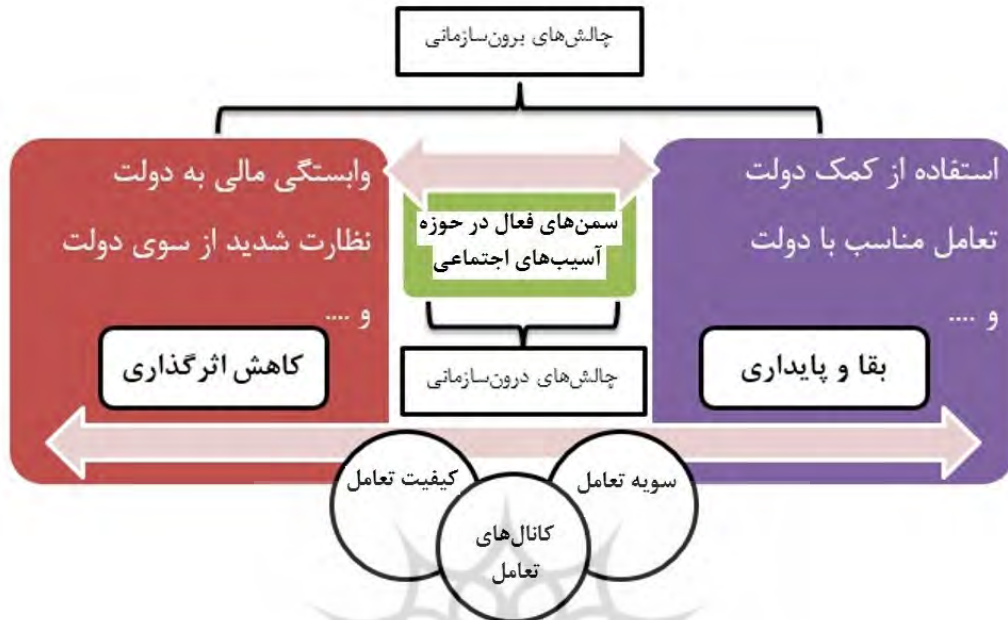 چالش‌های برون‌سازمانی
استفاده از کمک دولت
تعامل مناسب با دولت
و ....
بقا و پایداری
سمن‌های فعال در حوزه
آسیب‌های اجتماعی
چالش‌های درون‌سازمانی
وابستگی مالی به دولت
نظارت شدید از سوی دولت
و ....
کاهش اثرگذاری
سویه تعامل
کانال‌های
تعامل
کیفیت تعامل